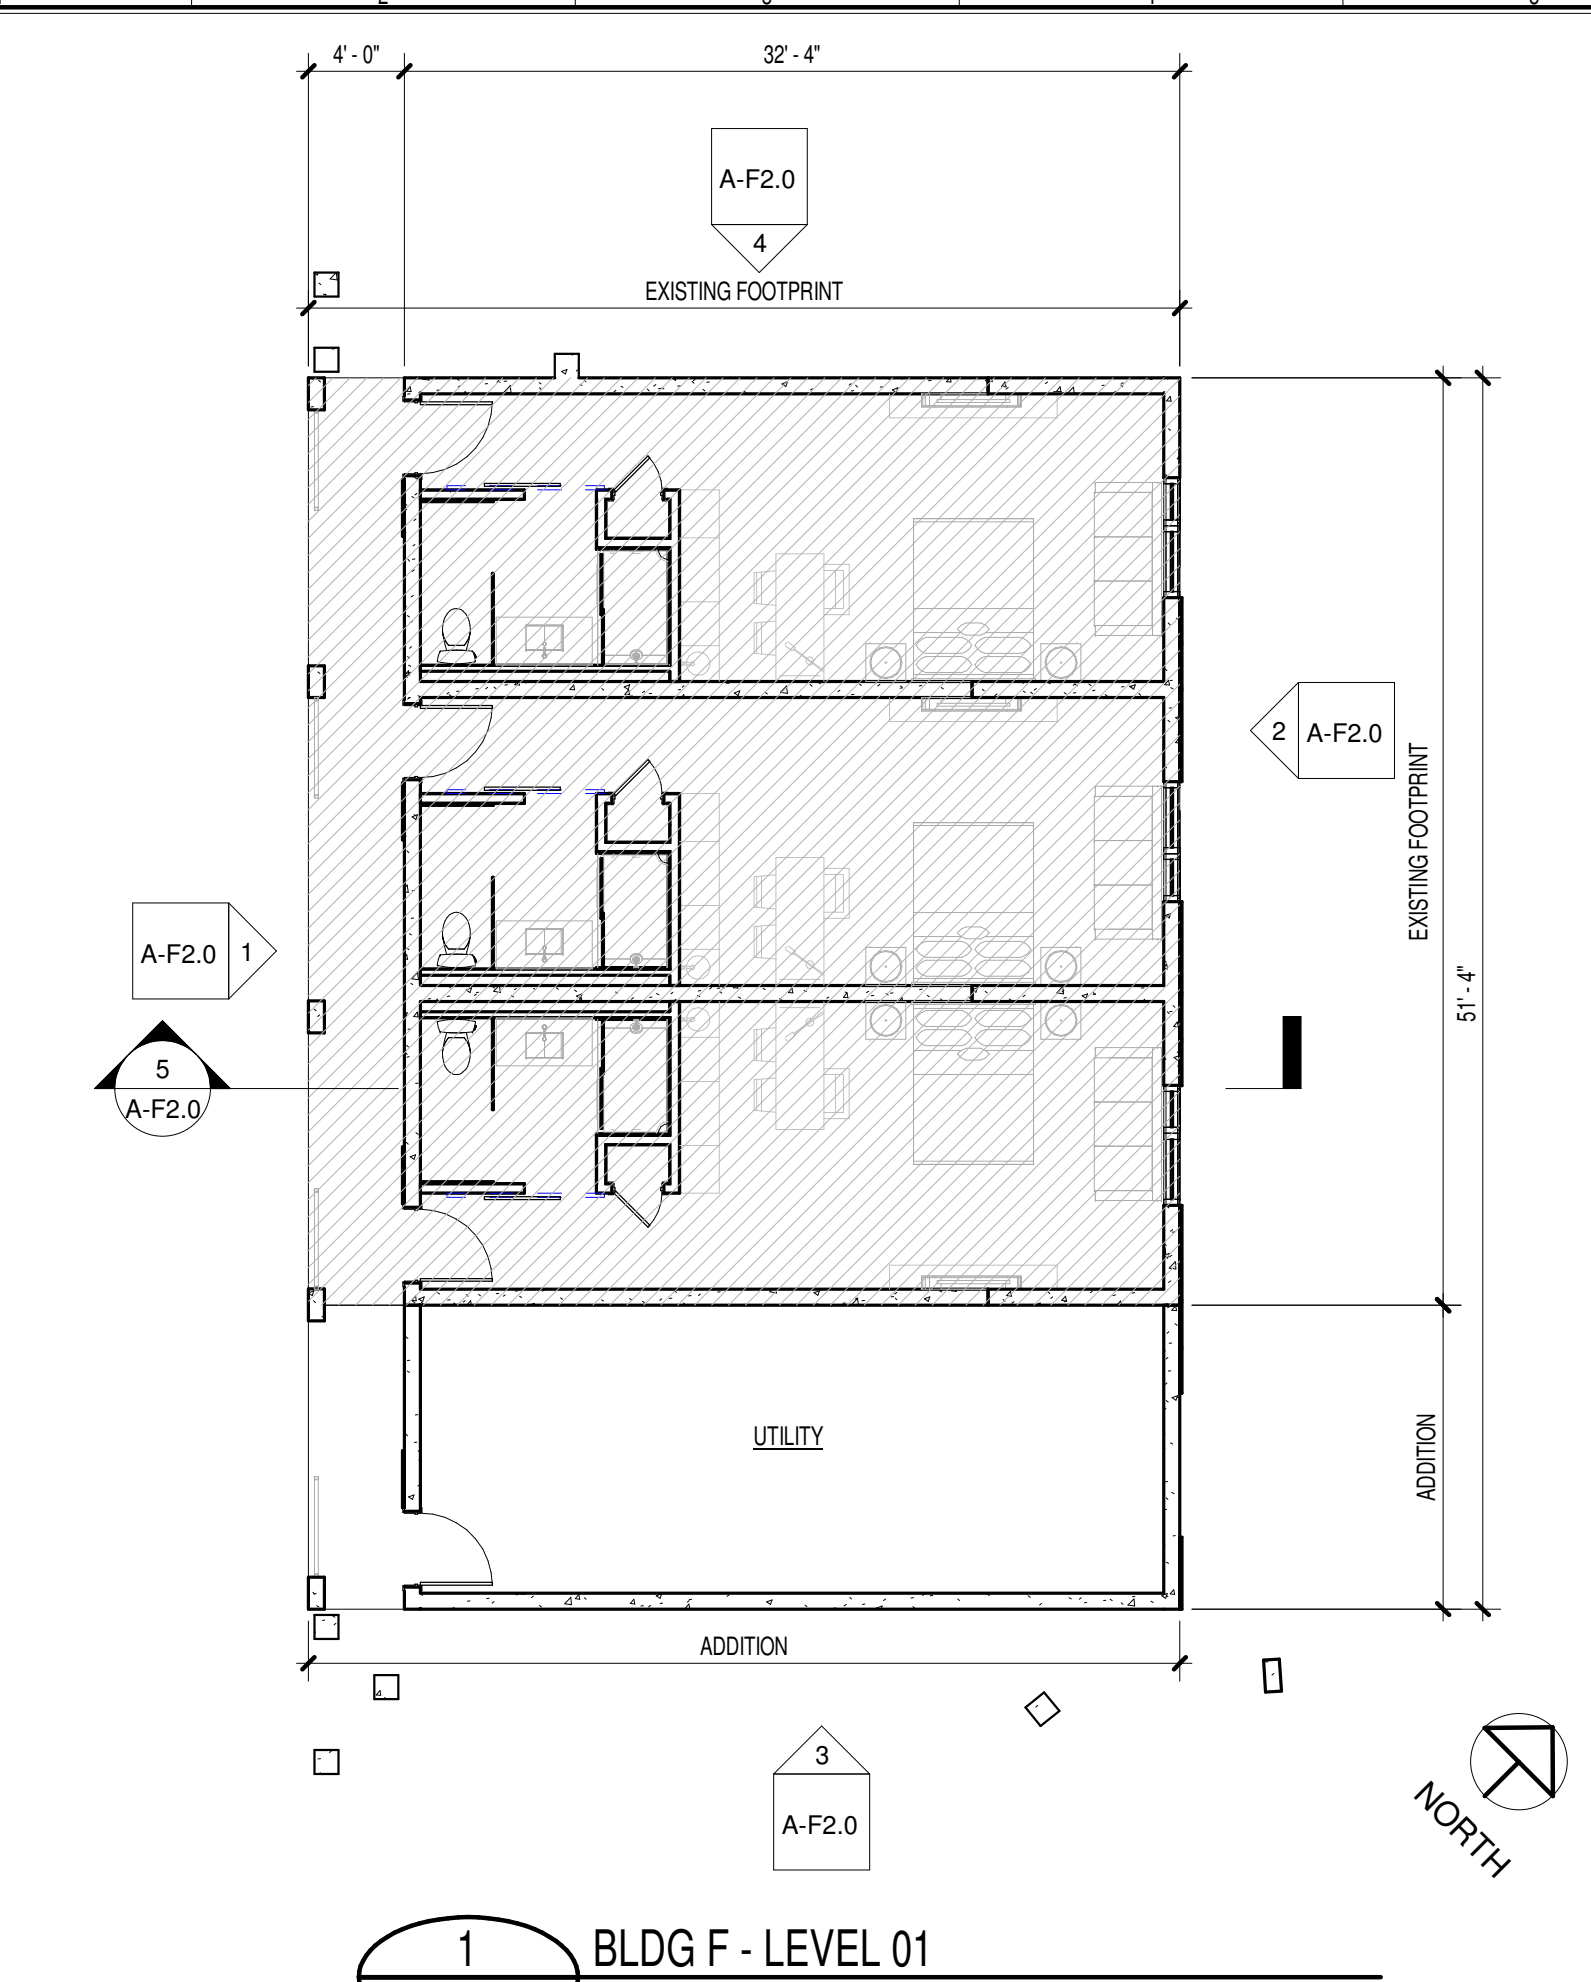 4' - 0"
32' - 4"
A-F2.0
4
EXISTING FOOTPRINT
2
A-F2.0
EXISTING FOOTPRINT
A-F2.0
1
51' - 4"
5
A-F2.0
UTILITY
ADDITION
ADDITION
3
A-F2.0
NORTH
1
BLDG F - LEVEL 01